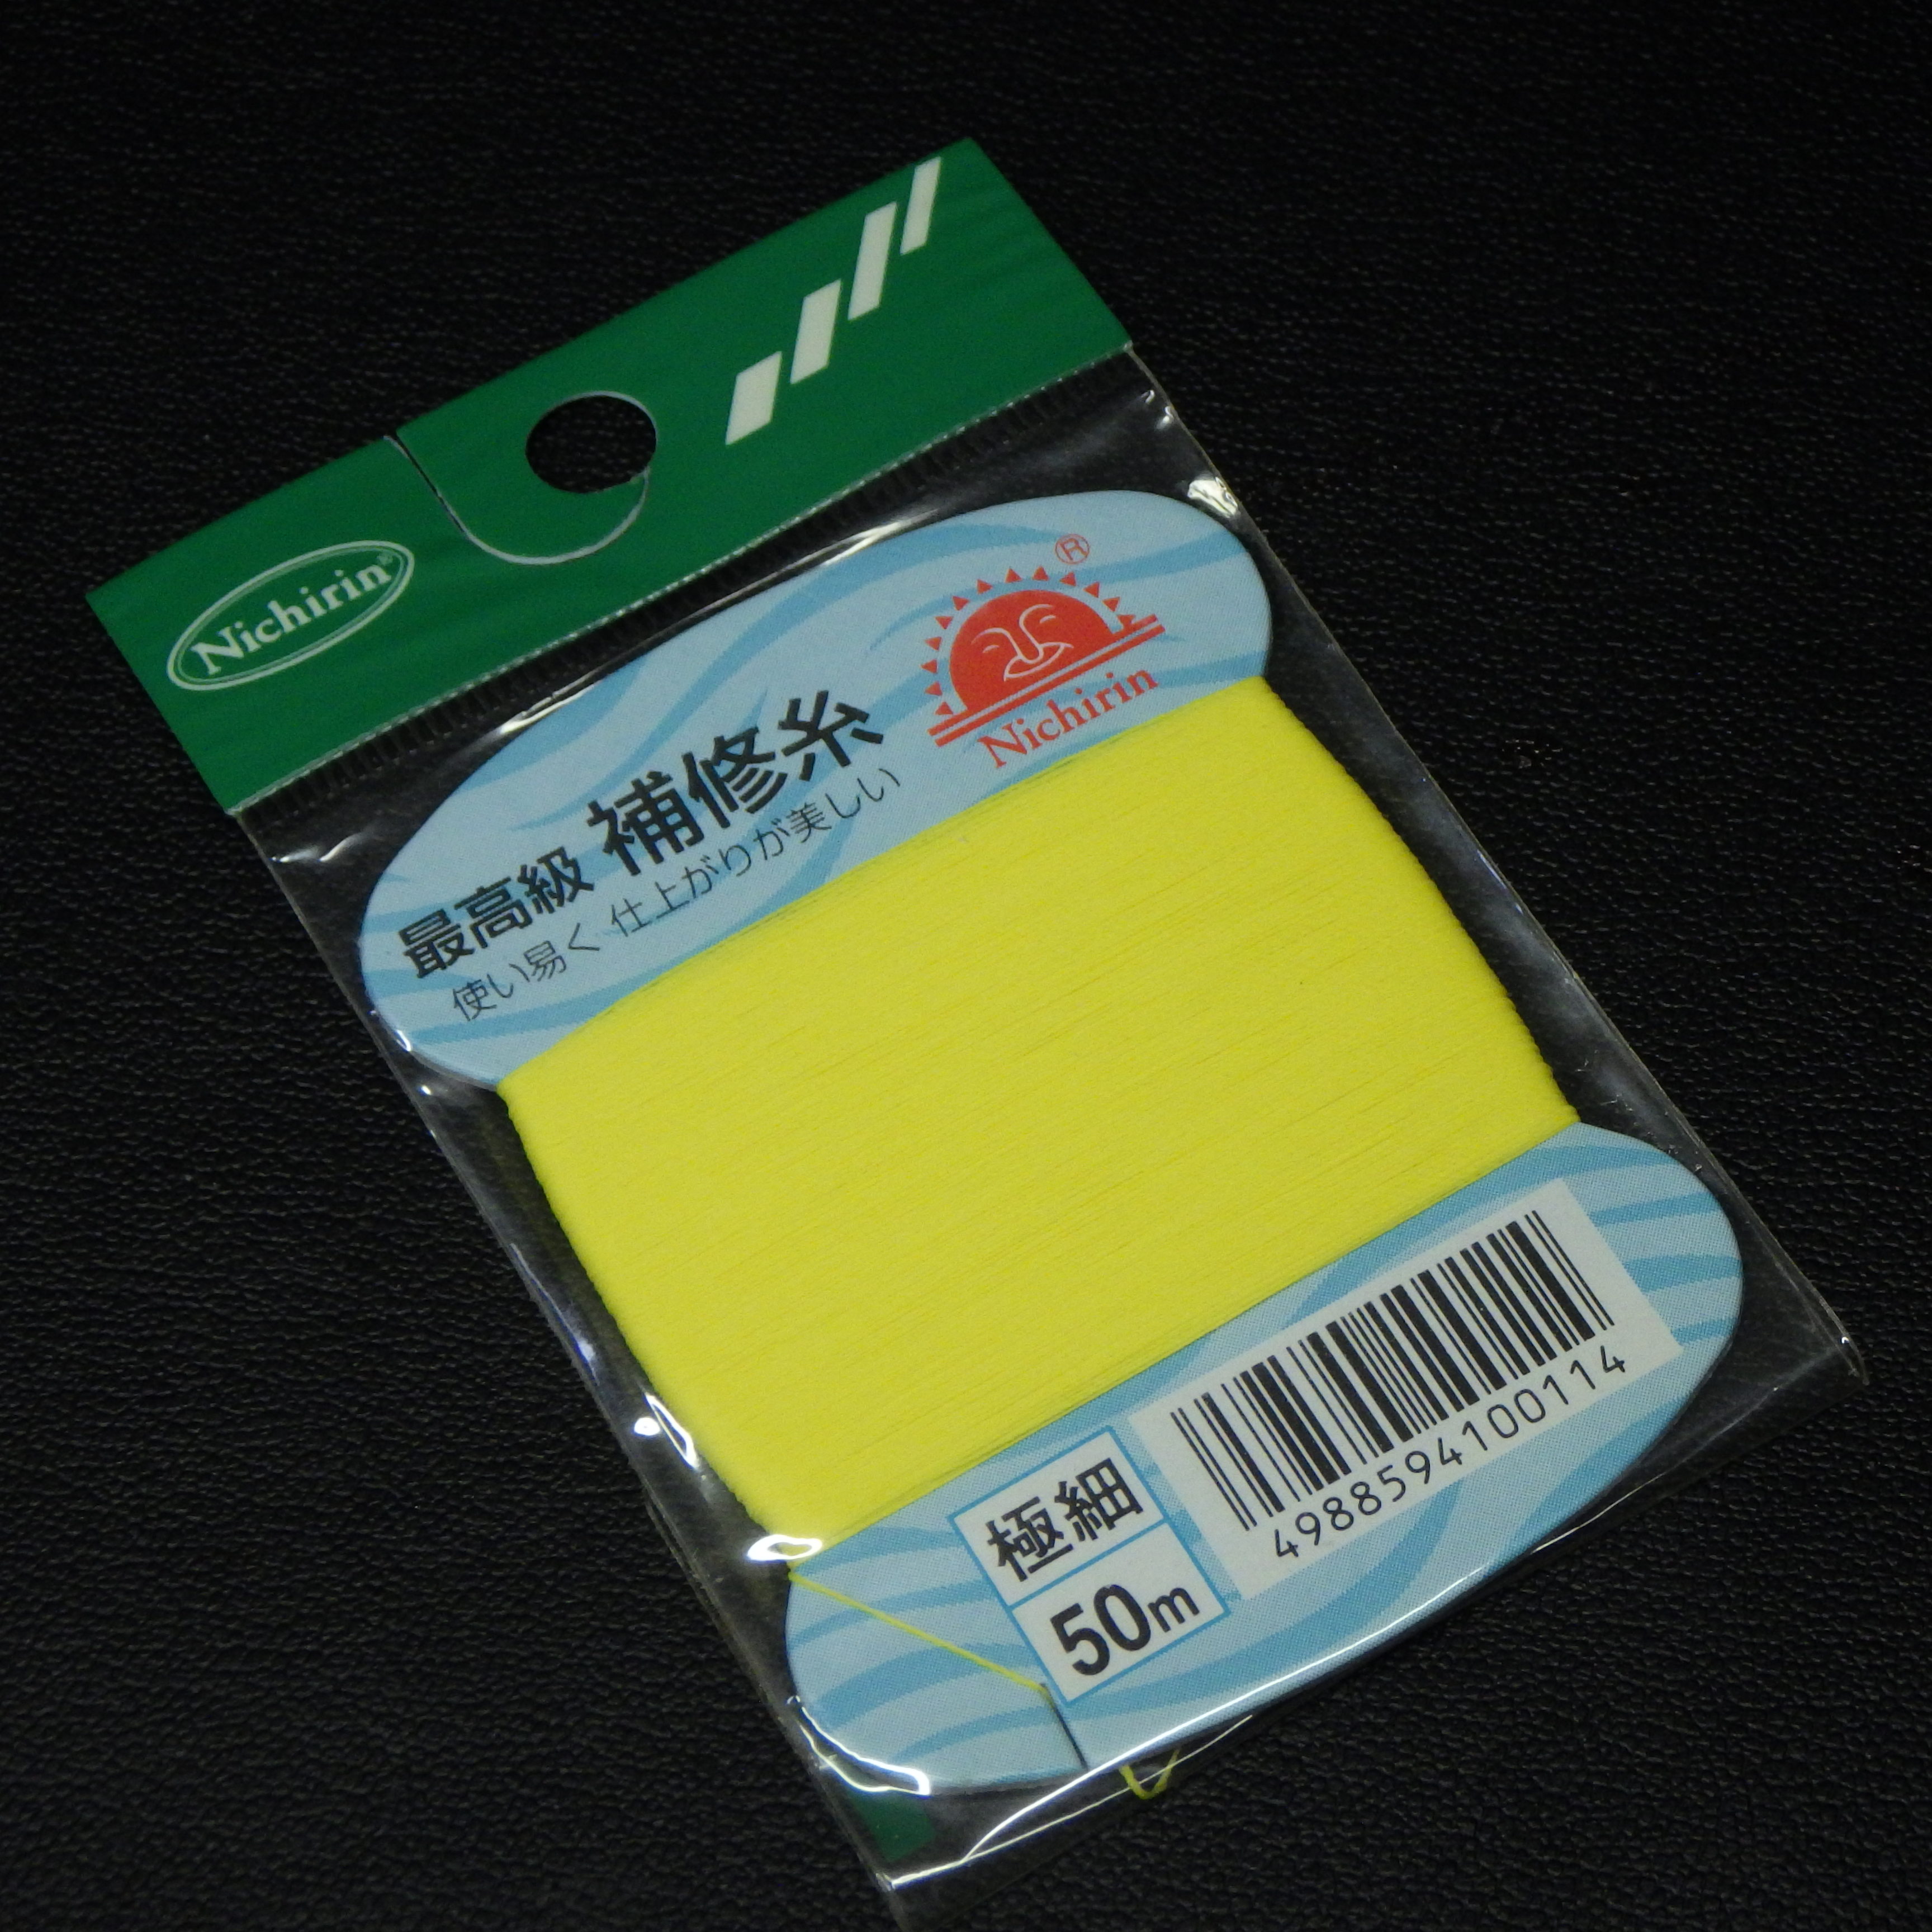 Nichirin®
®
Nichirin
最高級 補修糸
使い易く 仕上がりが美しい
極細
50m
4988594100114